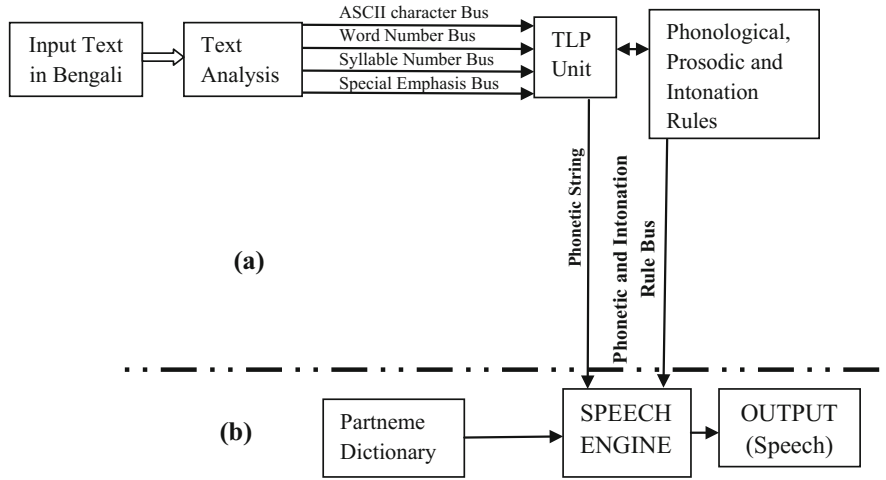 Input Text
in Bengali
Text
Analysis
ASCII character Bus
Word Number Bus
Syllable Number Bus
Special Emphasis Bus
TLP
Unit
Phonological,
Prosodic and
Intonation
Rules
Phonetic String
Phonetic and Intonation
Rule Bus
(a)
(b)
Partneme
Dictionary
SPEECH
ENGINE
OUTPUT
(Speech)